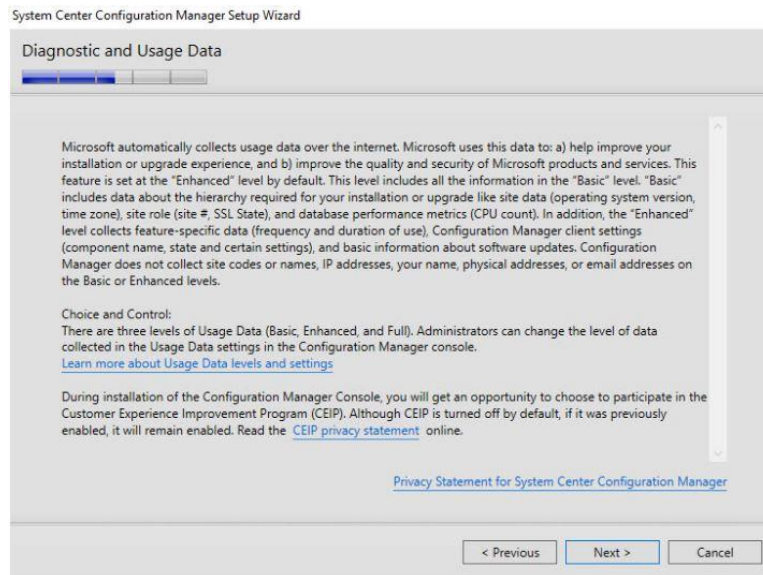 System Center Configuration Manager Setup Wizard
Diagnostic and Usage Data
Microsoft automatically collects usage data over the internet. Microsoft uses this data to: a) help improve your
installation or upgrade experience, and b) improve the quality and security of Microsoft products and services. This
feature is set at the "Enhanced" level by default. This level includes all the information in the "Basic" level. "Basic"
includes data about the hierarchy required for your installation or upgrade like site data (operating system version,
time zone), site role (site #, SSL State), and database performance metrics (CPU count). In addition, the "Enhanced"
level collects feature-specific data (frequency and duration of use), Configuration Manager client settings
(component name, state and certain settings), and basic information about software updates. Configuration
Manager does not collect site codes or names, IP addresses, your name, physical addresses, or email addresses on
the Basic or Enhanced levels.
Choice and Control:
There are three levels of Usage Data (Basic, Enhanced, and Full). Administrators can change the level of data
collected in the Usage Data settings in the Configuration Manager console.
Learn more about Usage Data levels and settings
During installation of the Configuration Manager Console, you will get an opportunity to choose to participate in the
Customer Experience Improvement Program (CEIP). Although CEIP is turned off by default, if it was previously
enabled, it will remain enabled. Read the CEIP privacy statement online.
Privacy Statement for System Center Configuration Manager
< Previous Next > Cancel